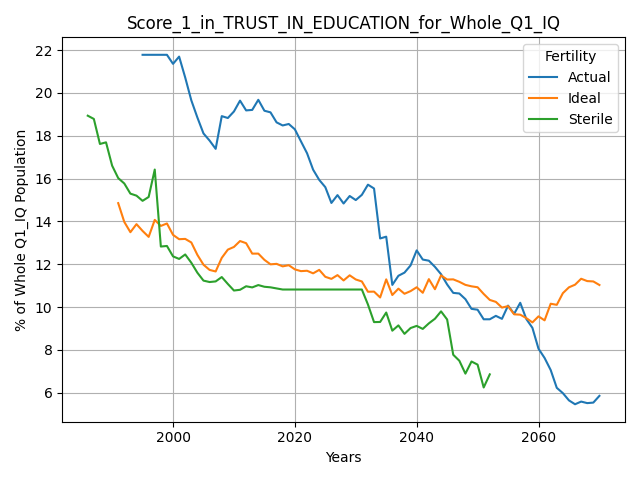 Score_1_in_TRUST_IN_EDUCATION_for_Whole_Q1_IQ
% of Whole Q1_IQ Population
22
20
18
16
14
12
10
8
6
Fertility
Actual
Ideal
Sterile
2000
2020
2040
2060
Years